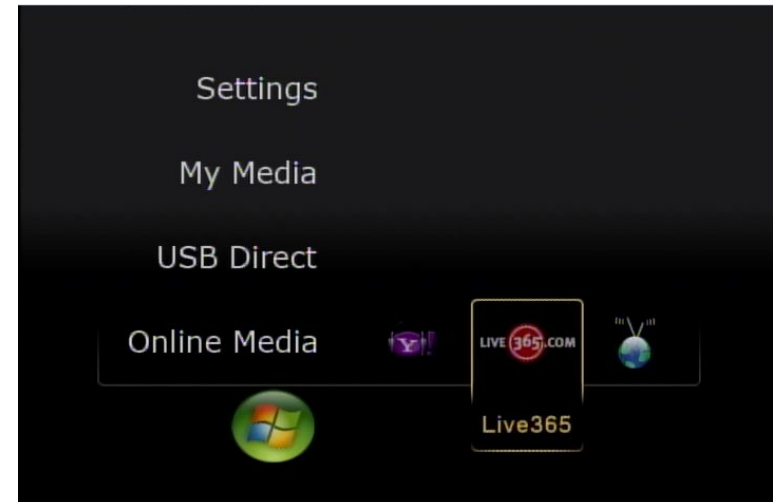 Settings
My Media
USB Direct
Online Media
Y!
LIVE 365.COM
Live365